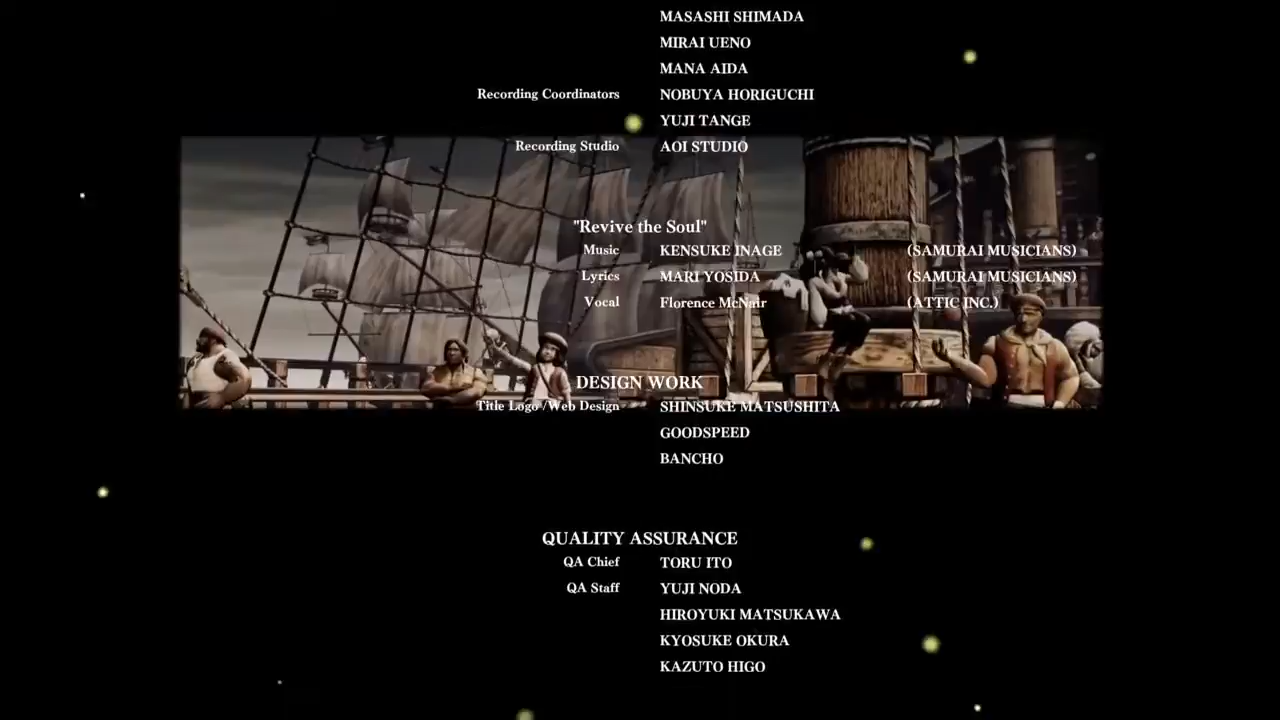 MASASHI SHIMADA
MIRAI UENO
MANA AIDA
Recording Coordinators NOBUYA HORIGUCHI
YUJI TANGE
Recording Studio AOI STUDIO
"Revive the Soul"
Music KENSUKE INAGE (SAMURAI MUSICIANS)
Lyrics MARI YOSIDA (SAMURAI MUSICIANS)
Vocal Florence McNair (ATTIC INC.)
DESIGN WORK
Title Logo /Web Design SHINSUKE MATSUSHITA
GOODSPEED
BANCHO
QUALITY ASSURANCE
QA Chief TORU ITO
QA Staff YUJI NODA
HIROYUKI MATSUKAWA
KYOSUKE OKURA
KAZUTO HIGO